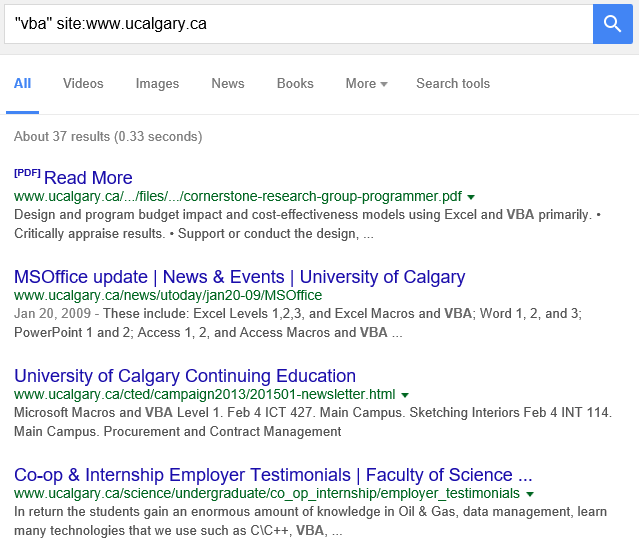 "vba" site:www.ucalgary.ca
All Videos Images News Books More Search tools
About 37 results (0.33 seconds)
[PDF] Read More
www.ucalgary.ca/.../files/.../cornerstone-research-group-programmer.pdf
Design and program budget impact and cost-effectiveness models using Excel and VBA primarily. •
Critically appraise results. • Support or conduct the design, ...
MSOffice update | News & Events | University of Calgary
www.ucalgary.ca/news/utoday/jan20-09/MSOffice
Jan 20, 2009 - These include: Excel Levels 1,2,3, and Excel Macros and VBA; Word 1, 2, and 3;
PowerPoint 1 and 2; Access 1, 2, and Access Macros and VBA ...
University of Calgary Continuing Education
www.ucalgary.ca/cted/campaign2013/201501-newsletter.html
Microsoft Macros and VBA Level 1. Feb 4 ICT 427. Main Campus. Sketching Interiors Feb 4 INT 114.
Main Campus. Procurement and Contract Management
Co-op & Internship Employer Testimonials | Faculty of Science ...
www.ucalgary.ca/science/undergraduate/co_op_internship/employer_testimonials
In return the students gain an enormous amount of knowledge in Oil & Gas, data management, learn
many technologies that we use such as C\C++, VBA, ...